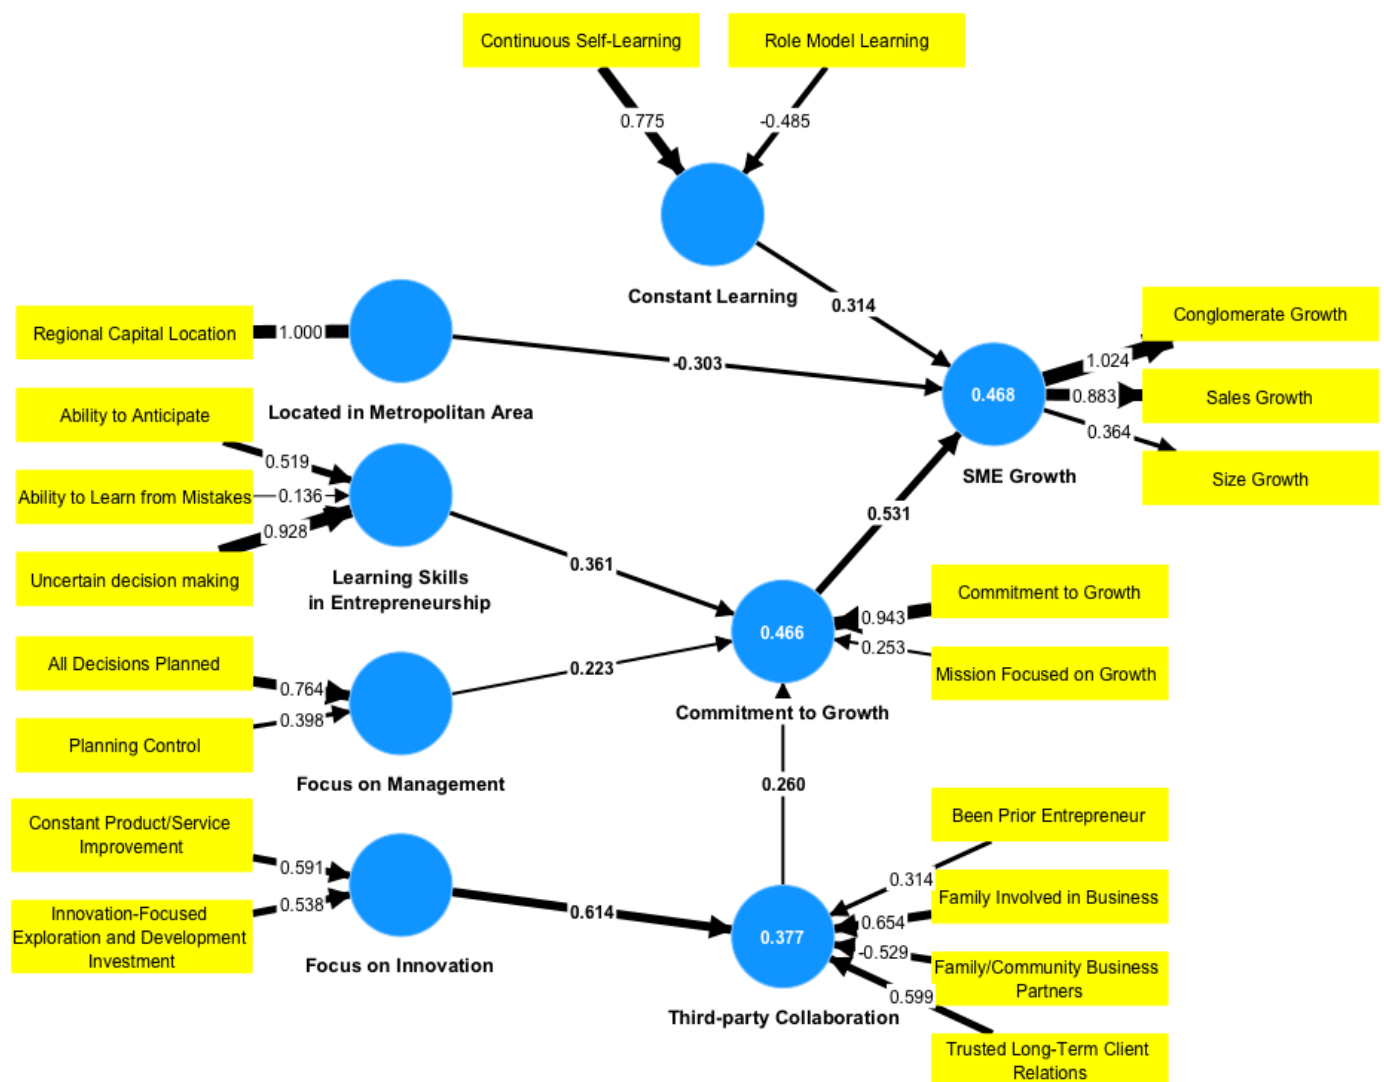 Continuous Self-Learning
Role Model Learning
0.775
-0.485
Constant Learning
0.314
Regional Capital Location
1.000
Located in Metropolitan Area
-0.303
0.468
SME Growth
1.024
0.883
0.364
Conglomerate Growth
Sales Growth
Size Growth
Ability to Anticipate
Ability to Learn from Mistakes
Uncertain decision making
0.519
0.136
0.928
Learning Skills
in Entrepreneurship
0.361
0.531
0.466
Commitment to Growth
0.943
0.253
Commitment to Growth
Mission Focused on Growth
All Decisions Planned
Planning Control
0.764
0.398
Focus on Management
0.223
0.260
Constant Product/Service
Improvement
Innovation-Focused
Exploration and Development
Investment
0.591
0.538
Focus on Innovation
0.614
0.377
Third-party Collaboration
0.314
0.654
-0.529
0.599
Been Prior Entrepreneur
Family Involved in Business
Family/Community Business
Partners
Trusted Long-Term Client
Relations